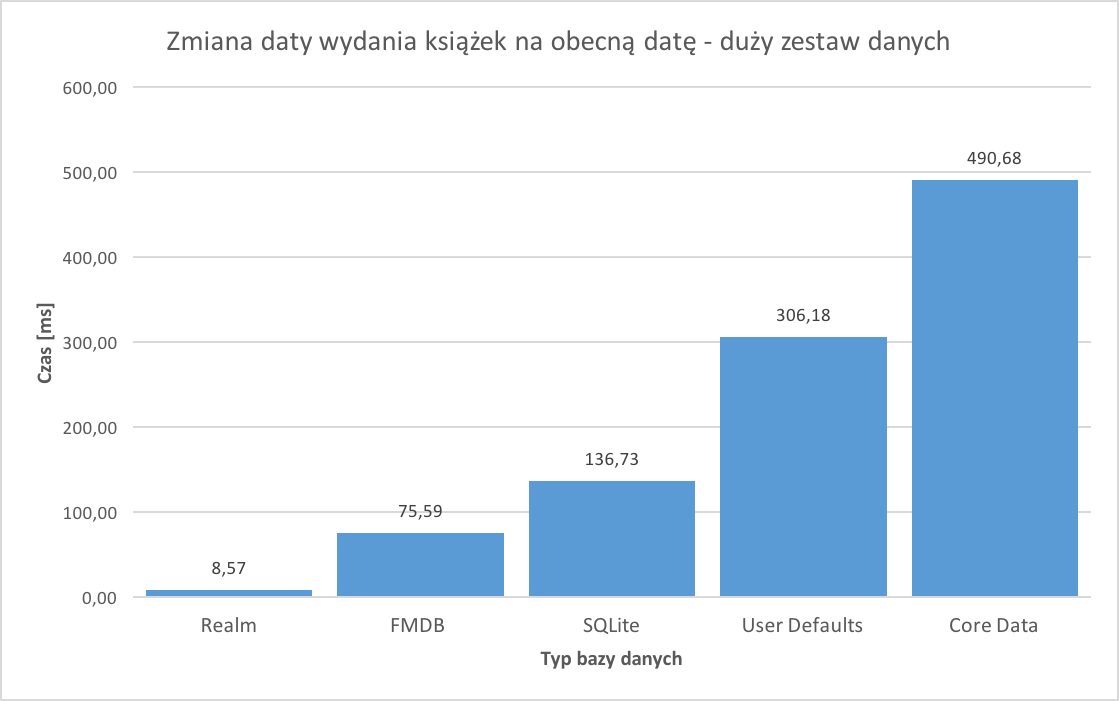 Zmiana daty wydania książek na obecną datę - duży zestaw danych
600,00
500,00
400,00
300,00
200,00
100,00
0,00
Czas [ms]
8,57
75,59
136,73
306,18
490,68
Realm
FMDB
SQLite
User Defaults
Core Data
Typ bazy danych